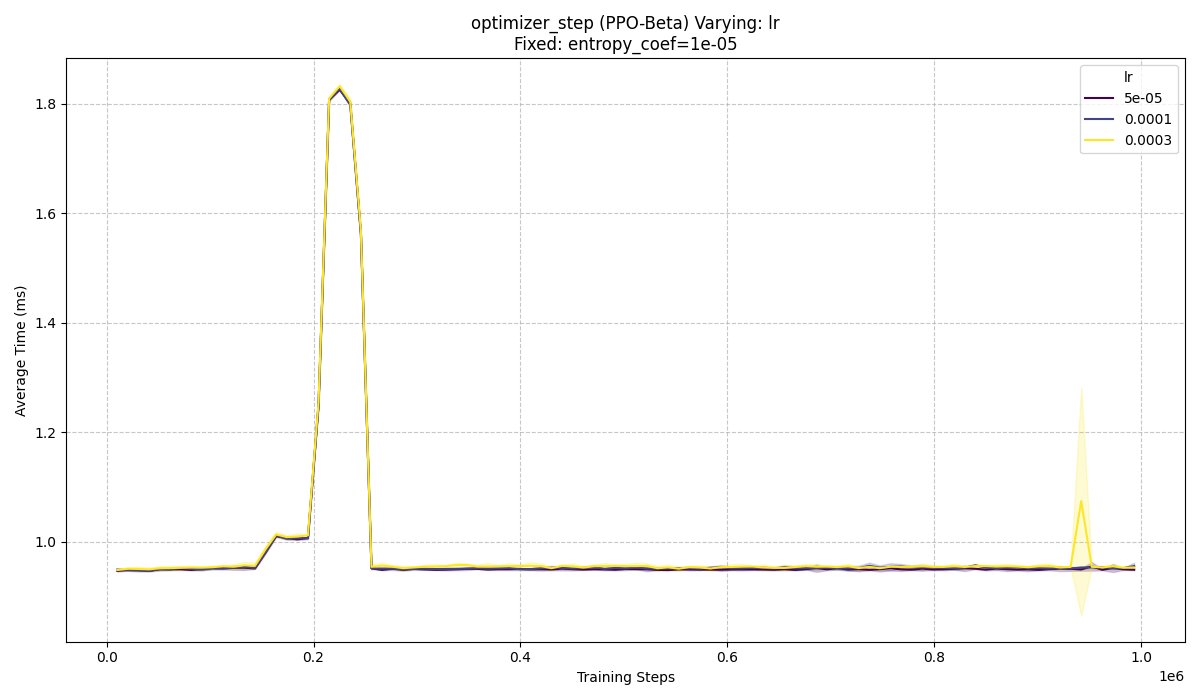 optimizer_step (PPO-Beta) Varying: lr
Fixed: entropy_coef=1e-05
lr
5e-05
0.0001
0.0003
Average Time (ms)
1.8
1.6
1.4
1.2
1.0
0.0 0.2 0.4 0.6 0.8 1.0
1e6
Training Steps